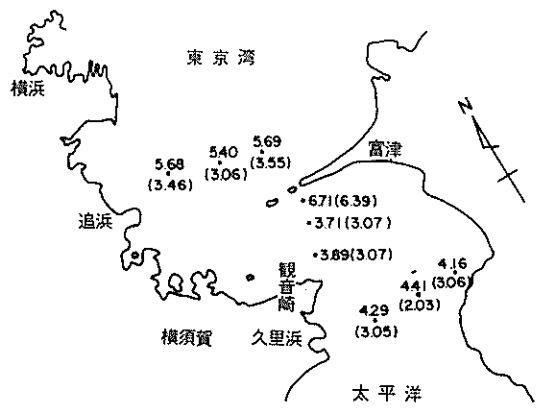 東京湾
横浜
N
5.69
(3.55)
5.40
(3.06)
5.68
(3.46)
富津
6.71(6.39)
3.71(3.07)
追浜
3.89(3.07)
観音崎
4.16
(3.06)
4.41
(2.03)
4.29
(3.05)
横須賀
久里浜
太平洋